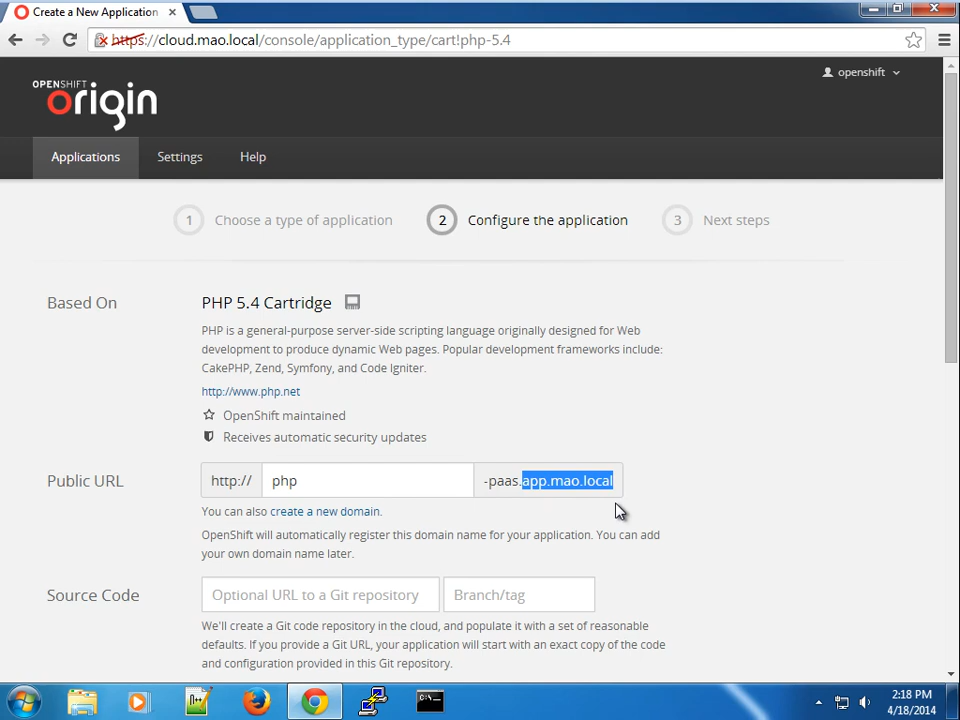 Create a New Application
https://cloud.mao.local/console/application_type/cart!php-5.4
OPENSHIFT
origin
openshift
Applications Settings Help
1 Choose a type of application 2 Configure the application 3 Next steps
Based On PHP 5.4 Cartridge
PHP is a general-purpose server-side scripting language originally designed for Web
development to produce dynamic Web pages. Popular development frameworks include:
CakePHP, Zend, Symfony, and Code Igniter.
http://www.php.net
OpenShift maintained
Receives automatic security updates
Public URL http:// php -paas.app.mao.local
You can also create a new domain.
OpenShift will automatically register this domain name for your application. You can add
your own domain name later.
Source Code Optional URL to a Git repository Branch/tag
We'll create a Git code repository in the cloud, and populate it with a set of reasonable
defaults. If you provide a Git URL, your application will start with an exact copy of the code
and configuration provided in this Git repository.
2:18 PM
4/18/2014